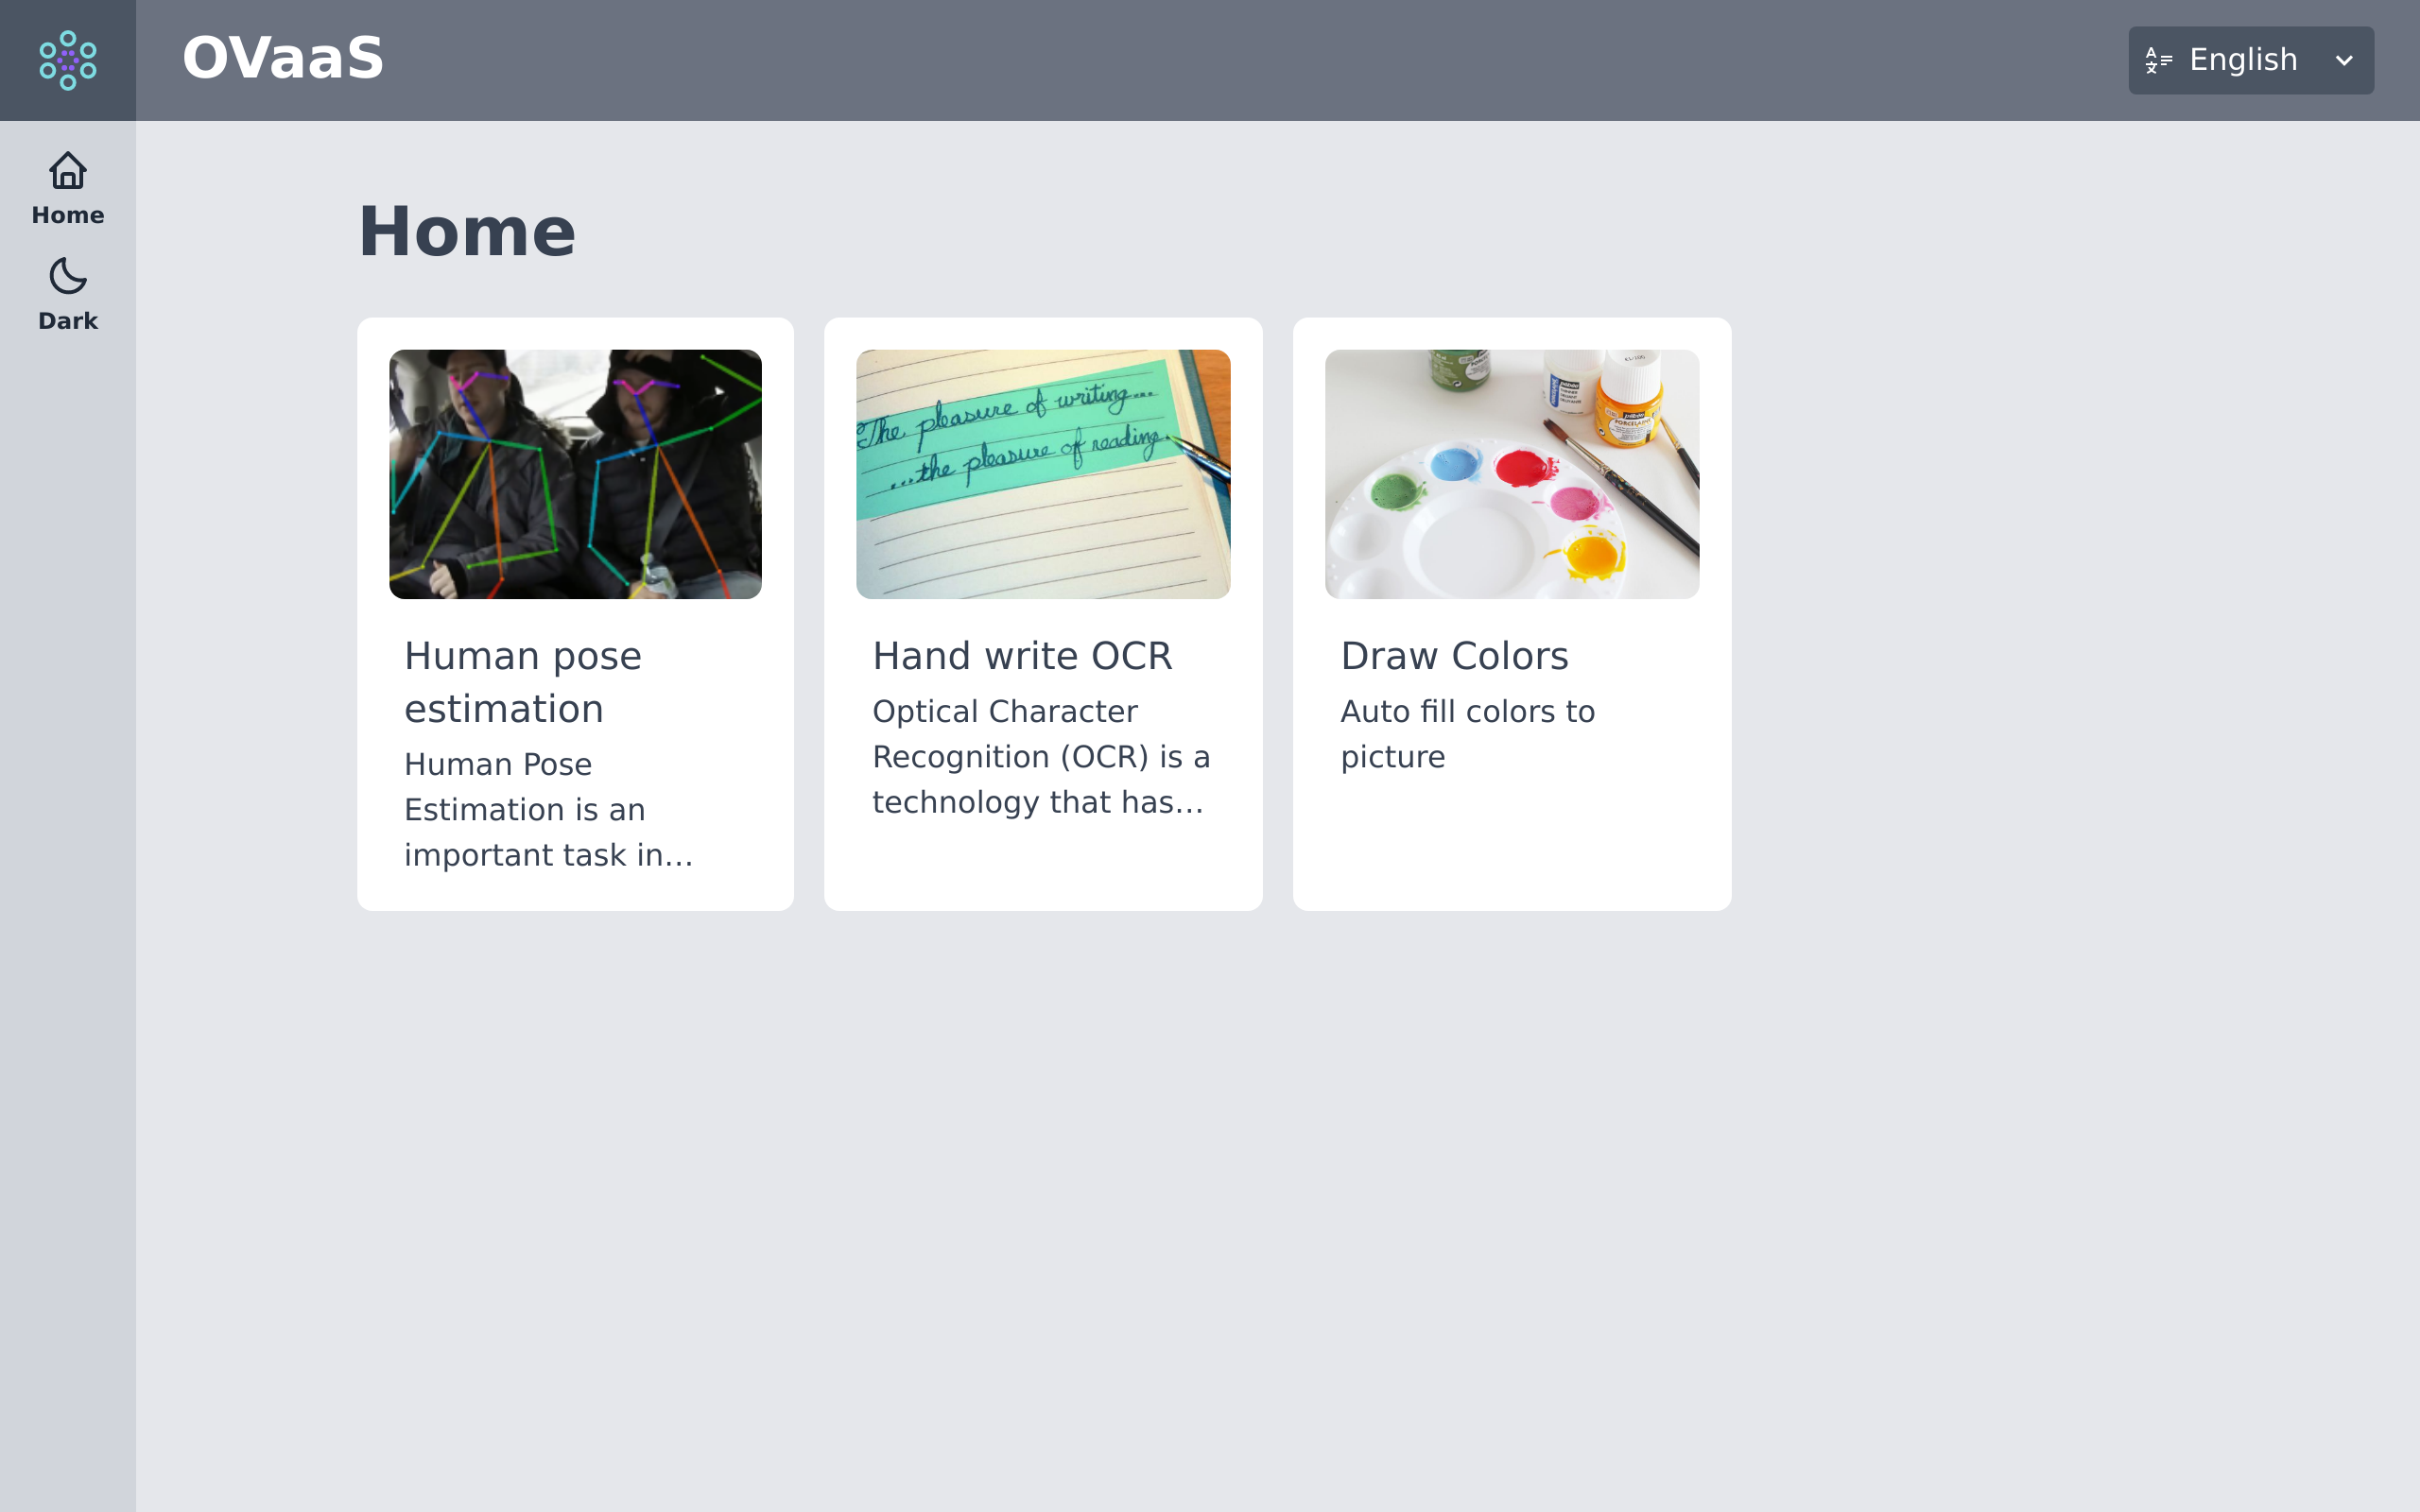 OVaaS
English
Home
Dark
Home
The pleasure of writing...
...the pleasure of reading...
pébéo
PORCELAINE
Human pose
estimation
Human Pose
Estimation is an
important task in...
Hand write OCR
Optical Character
Recognition (OCR) is a
technology that has...
Draw Colors
Auto fill colors to
picture